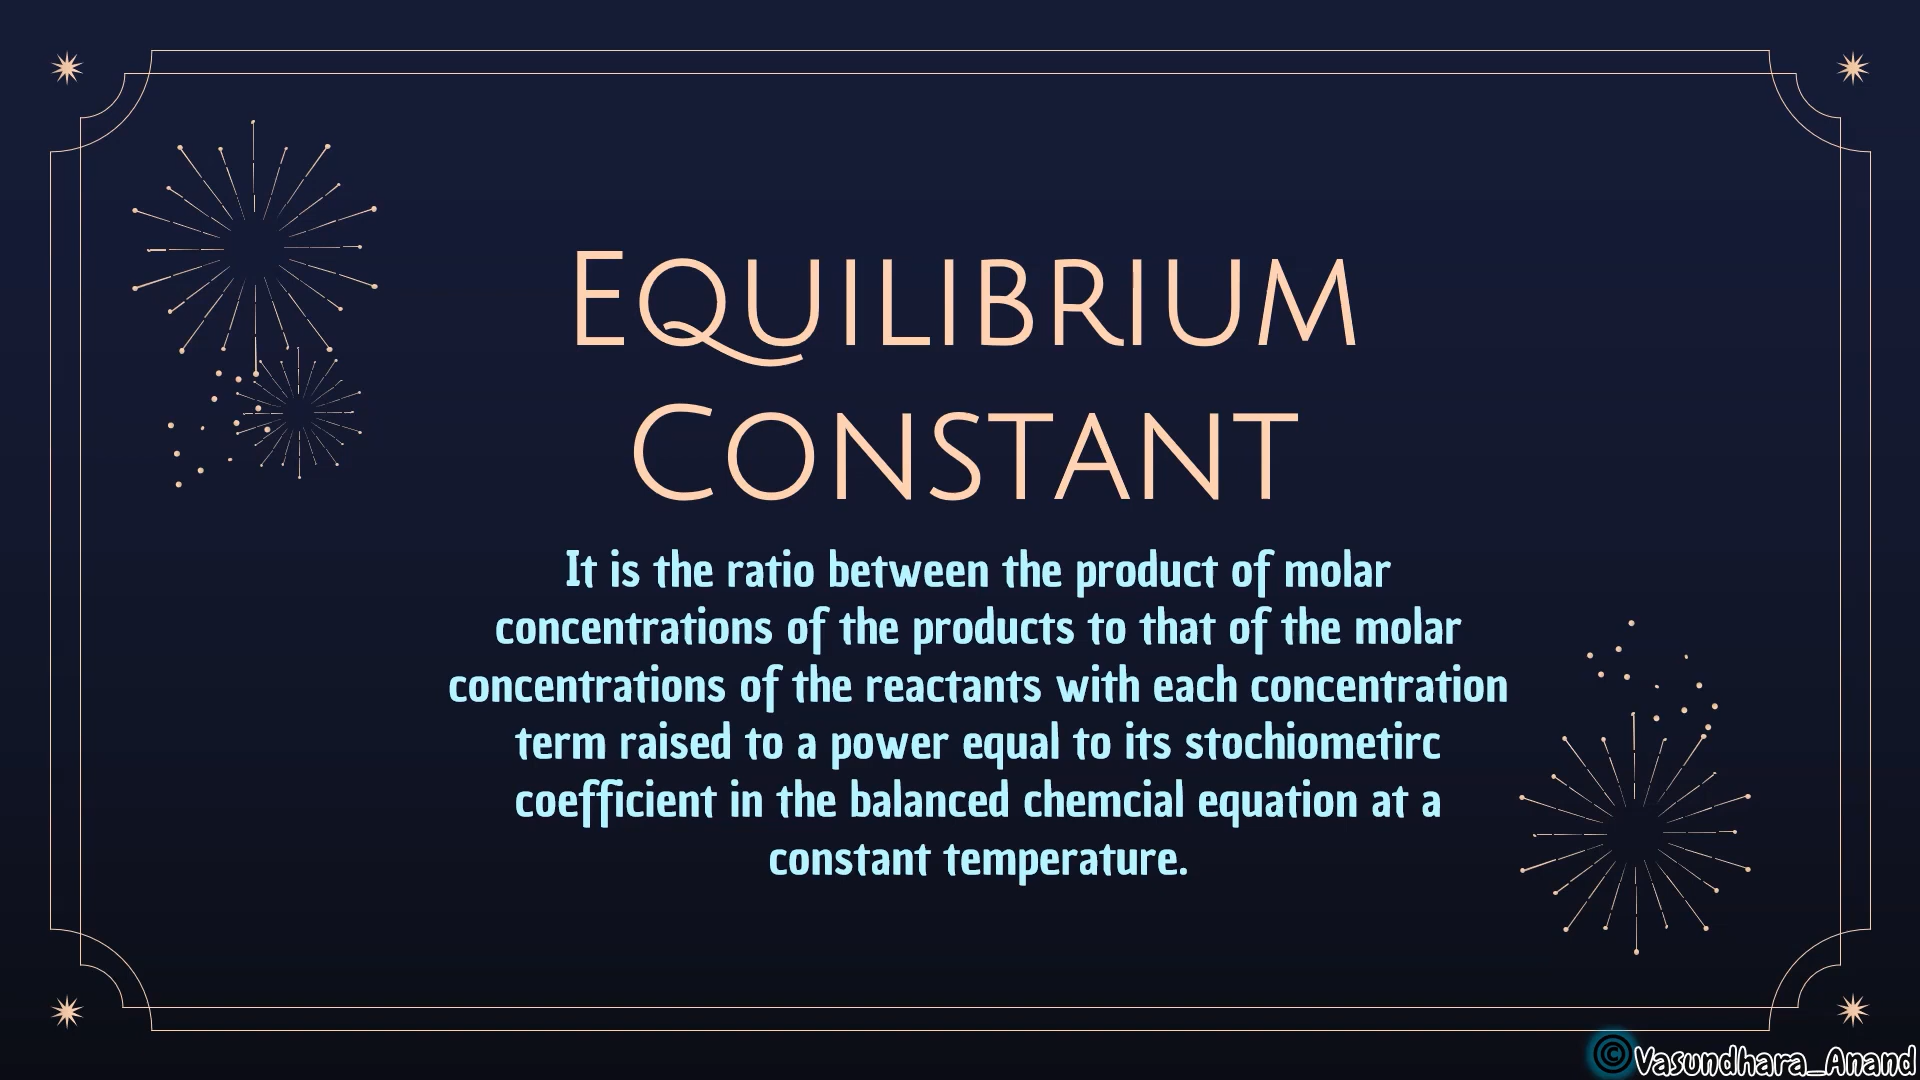 EQUILIBRIUM
CONSTANT
It is the ratio between the product of molar
concentrations of the products to that of the molar
concentrations of the reactants with each concentration
term raised to a power equal to its stochiometirc
coefficient in the balanced chemcial equation at a
constant temperature.
©Vasundhara_Anand